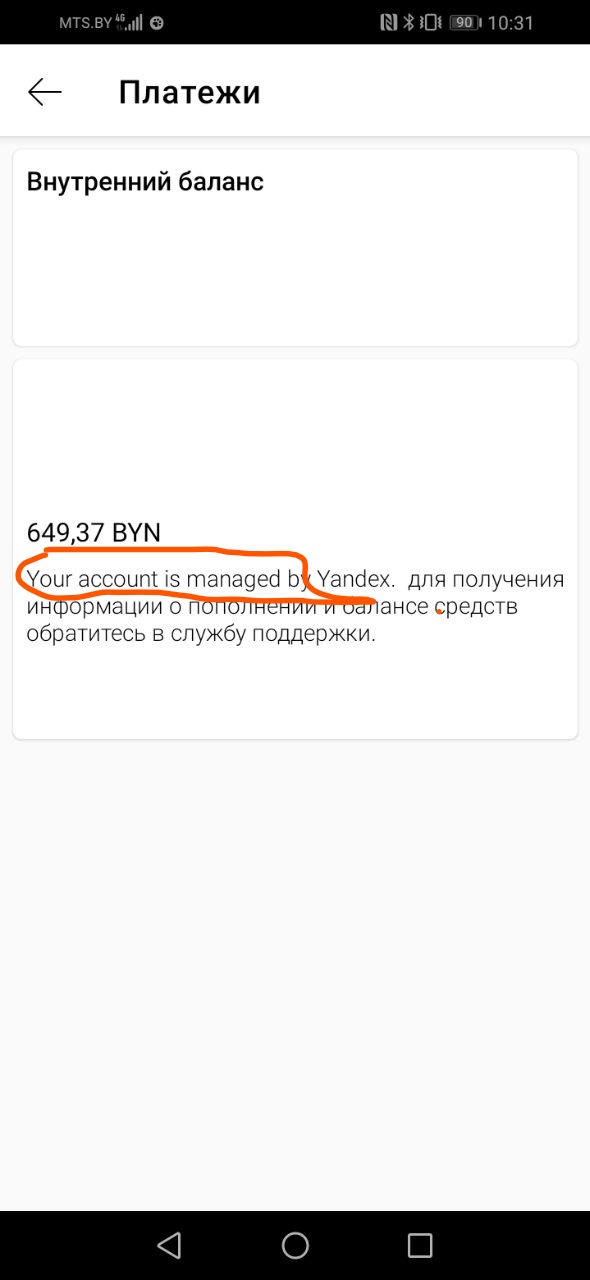 MTS.BY 4G 90 10:31
Платежи
Внутренний баланс
649,37 BYN
Your account is managed by Yandex. для получения
информации о пополнении и балансе средств
обратитесь в службу поддержки.